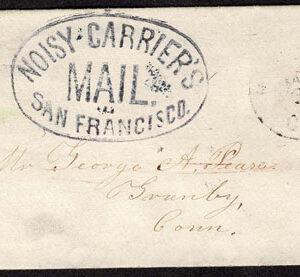 NOISY CARRIER'S
MAIL,
SAN FRANCISCO.
Mr George A. Pease
Granby,
Conn.